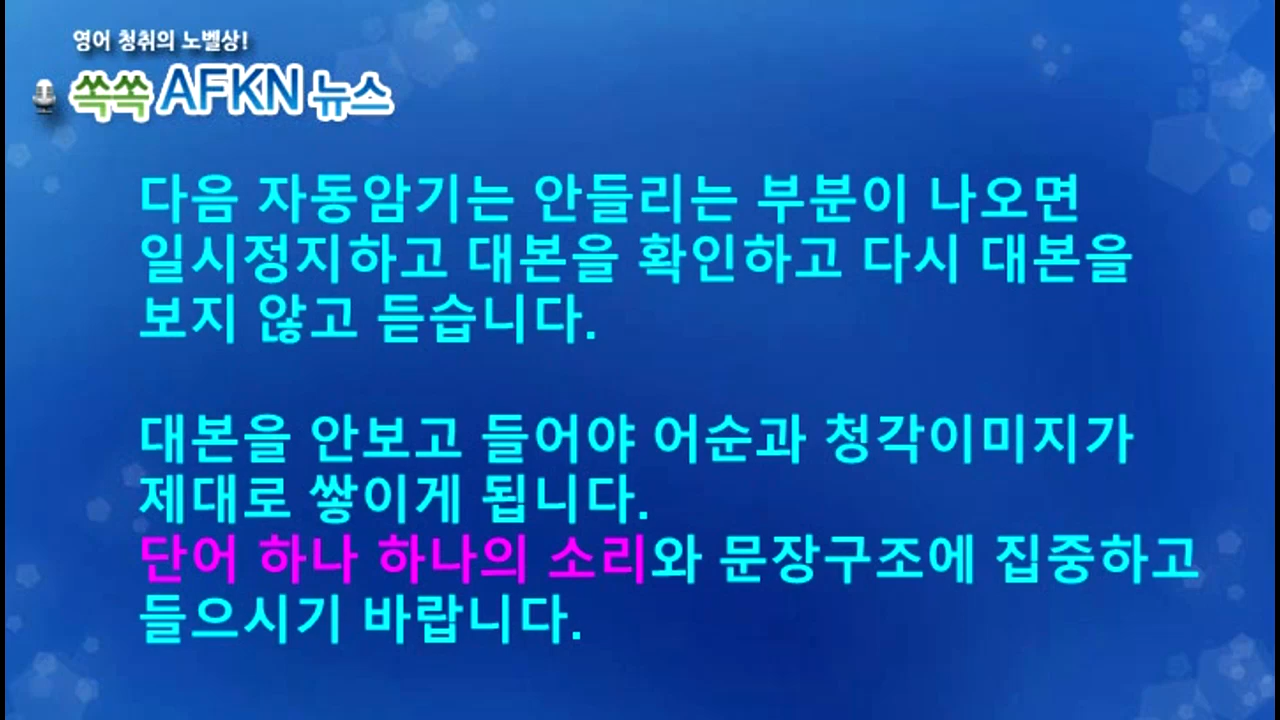 영어 청취의 노벨상!
쏙쏙 AFKN 뉴스
다음 자동암기는 안들리는 부분이 나오면
일시정지하고 대본을 확인하고 다시 대본을
보지 않고 듣습니다.
대본을 안보고 들어야 어순과 청각이미지가
제대로 쌓이게 됩니다.
단어 하나 하나의 소리와 문장구조에 집중하고
들으시기 바랍니다.